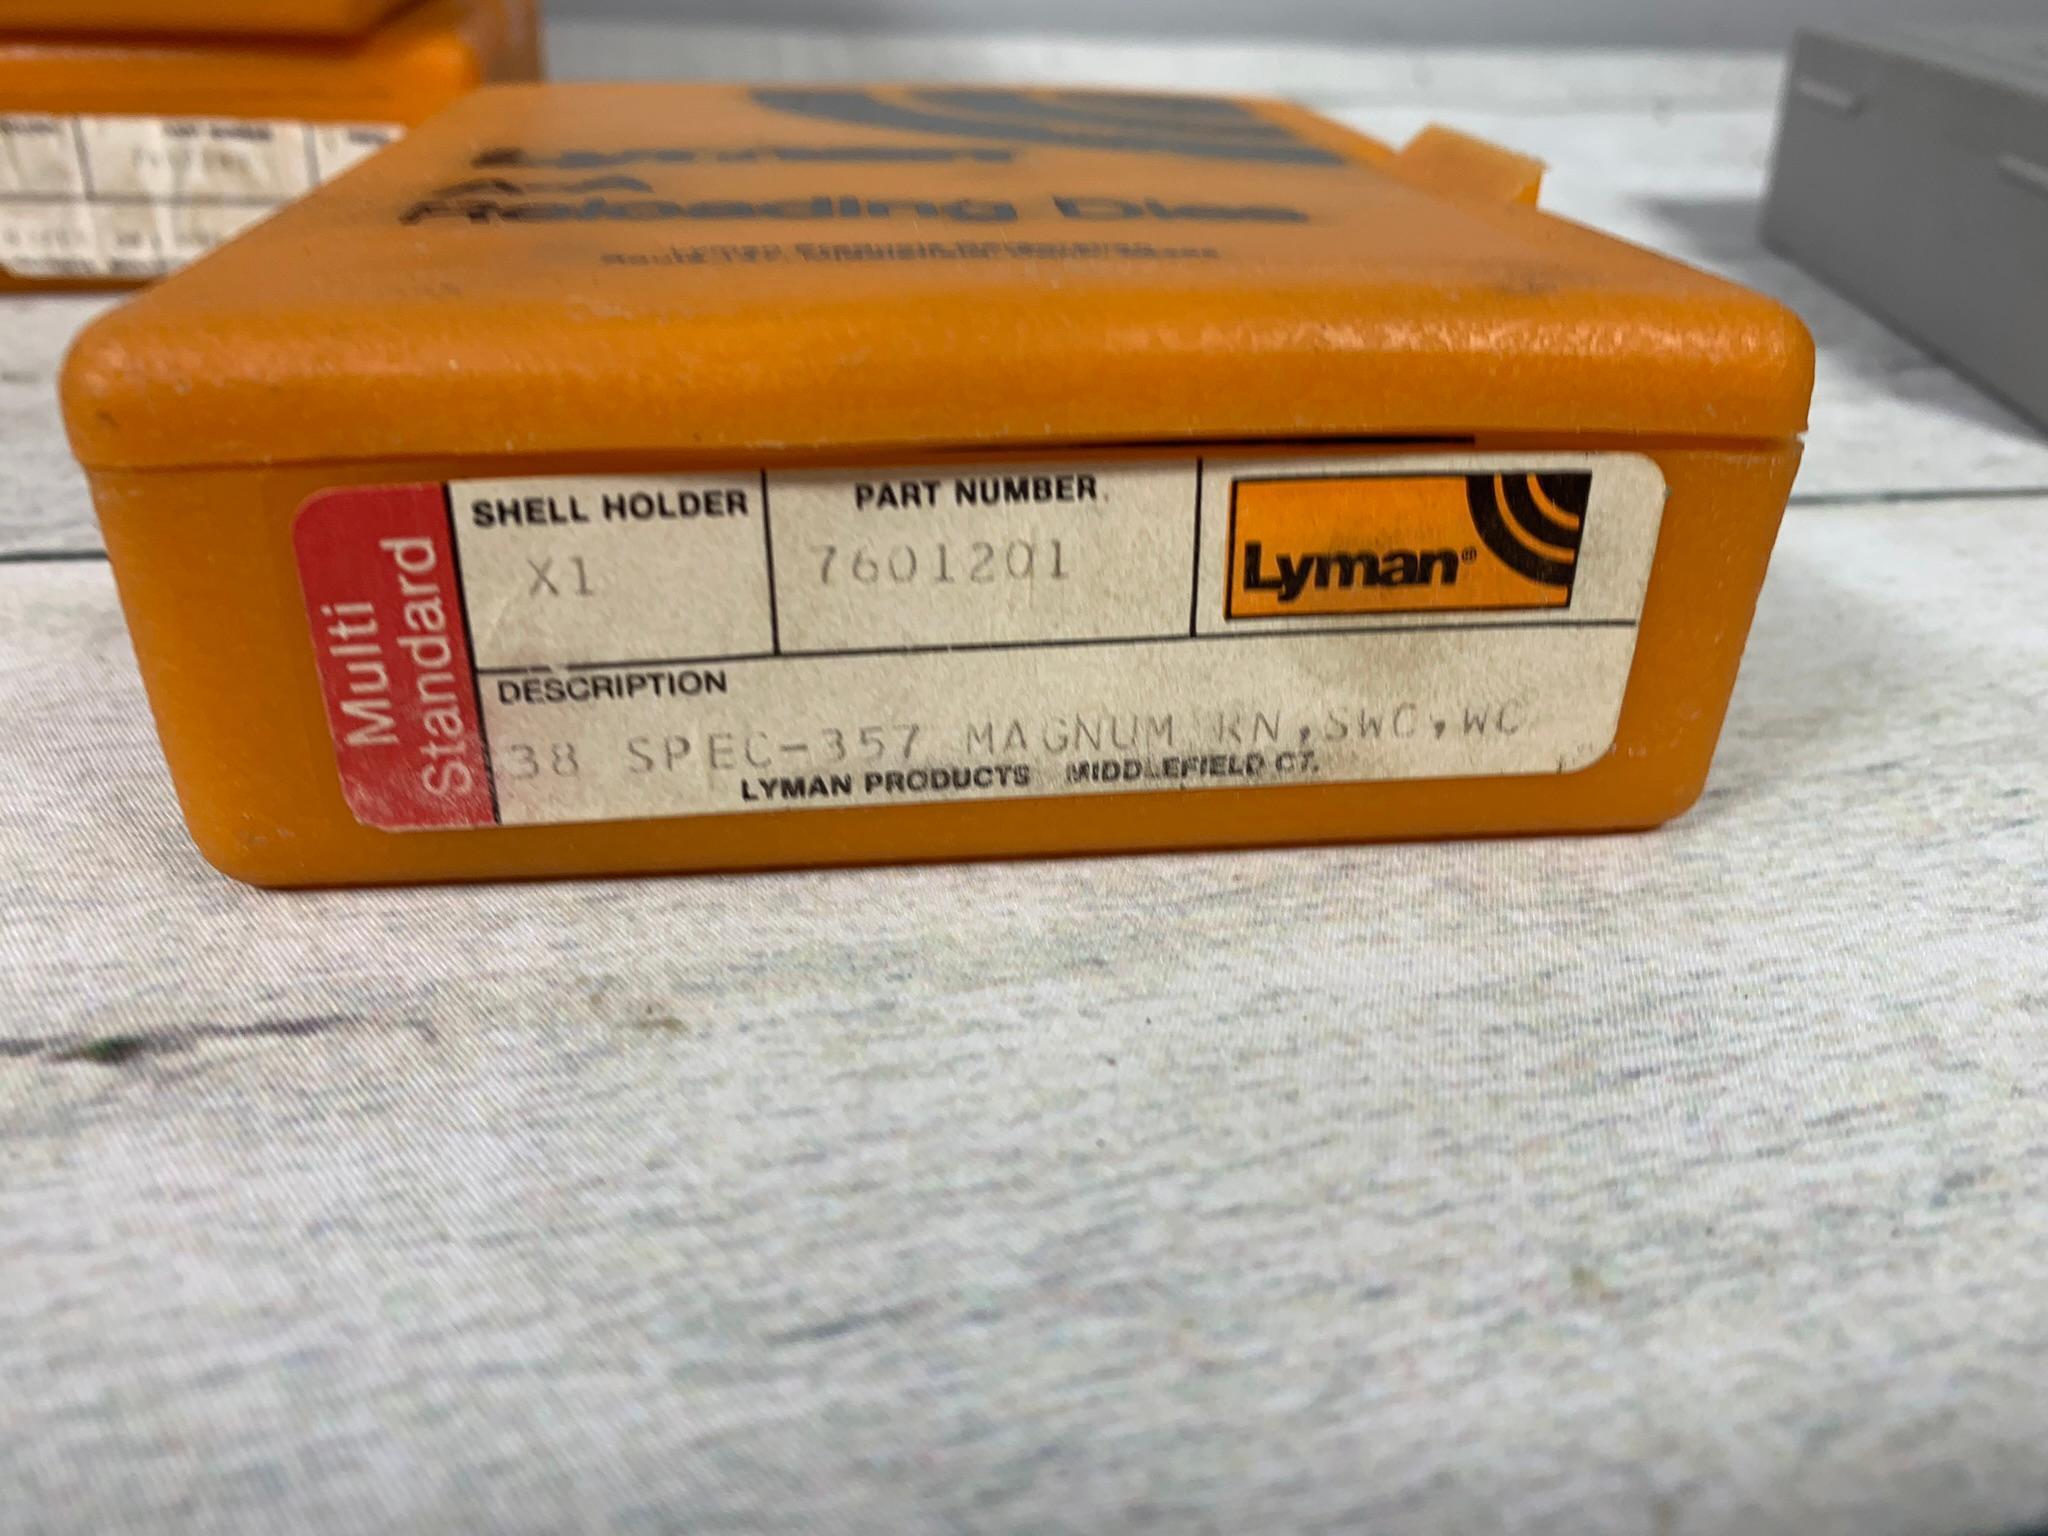 Lyman
A-A
Reloading Dies
Multi
Standard
SHELL HOLDER
X1
PART NUMBER
7601201
Lyman®
DESCRIPTION
38 SPEC-357 MAGNUM RN,SWC,WC
LYMAN PRODUCTS MIDDLEFIELD CT.